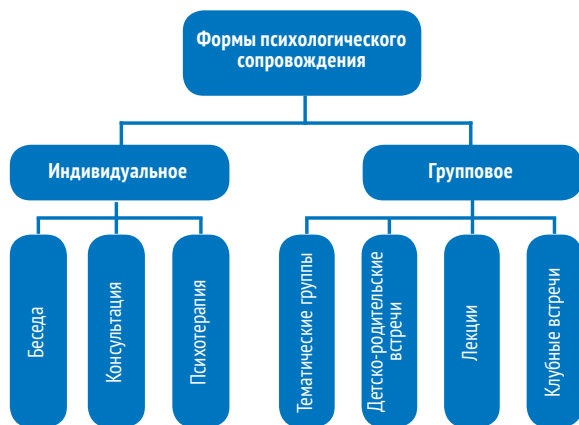 Формы психологического
сопровождения
Индивидуальное
Групповое
Беседа
Консультация
Психотерапия
Тематические группы
Детско-родительские
встречи
Лекции
Клубные встречи